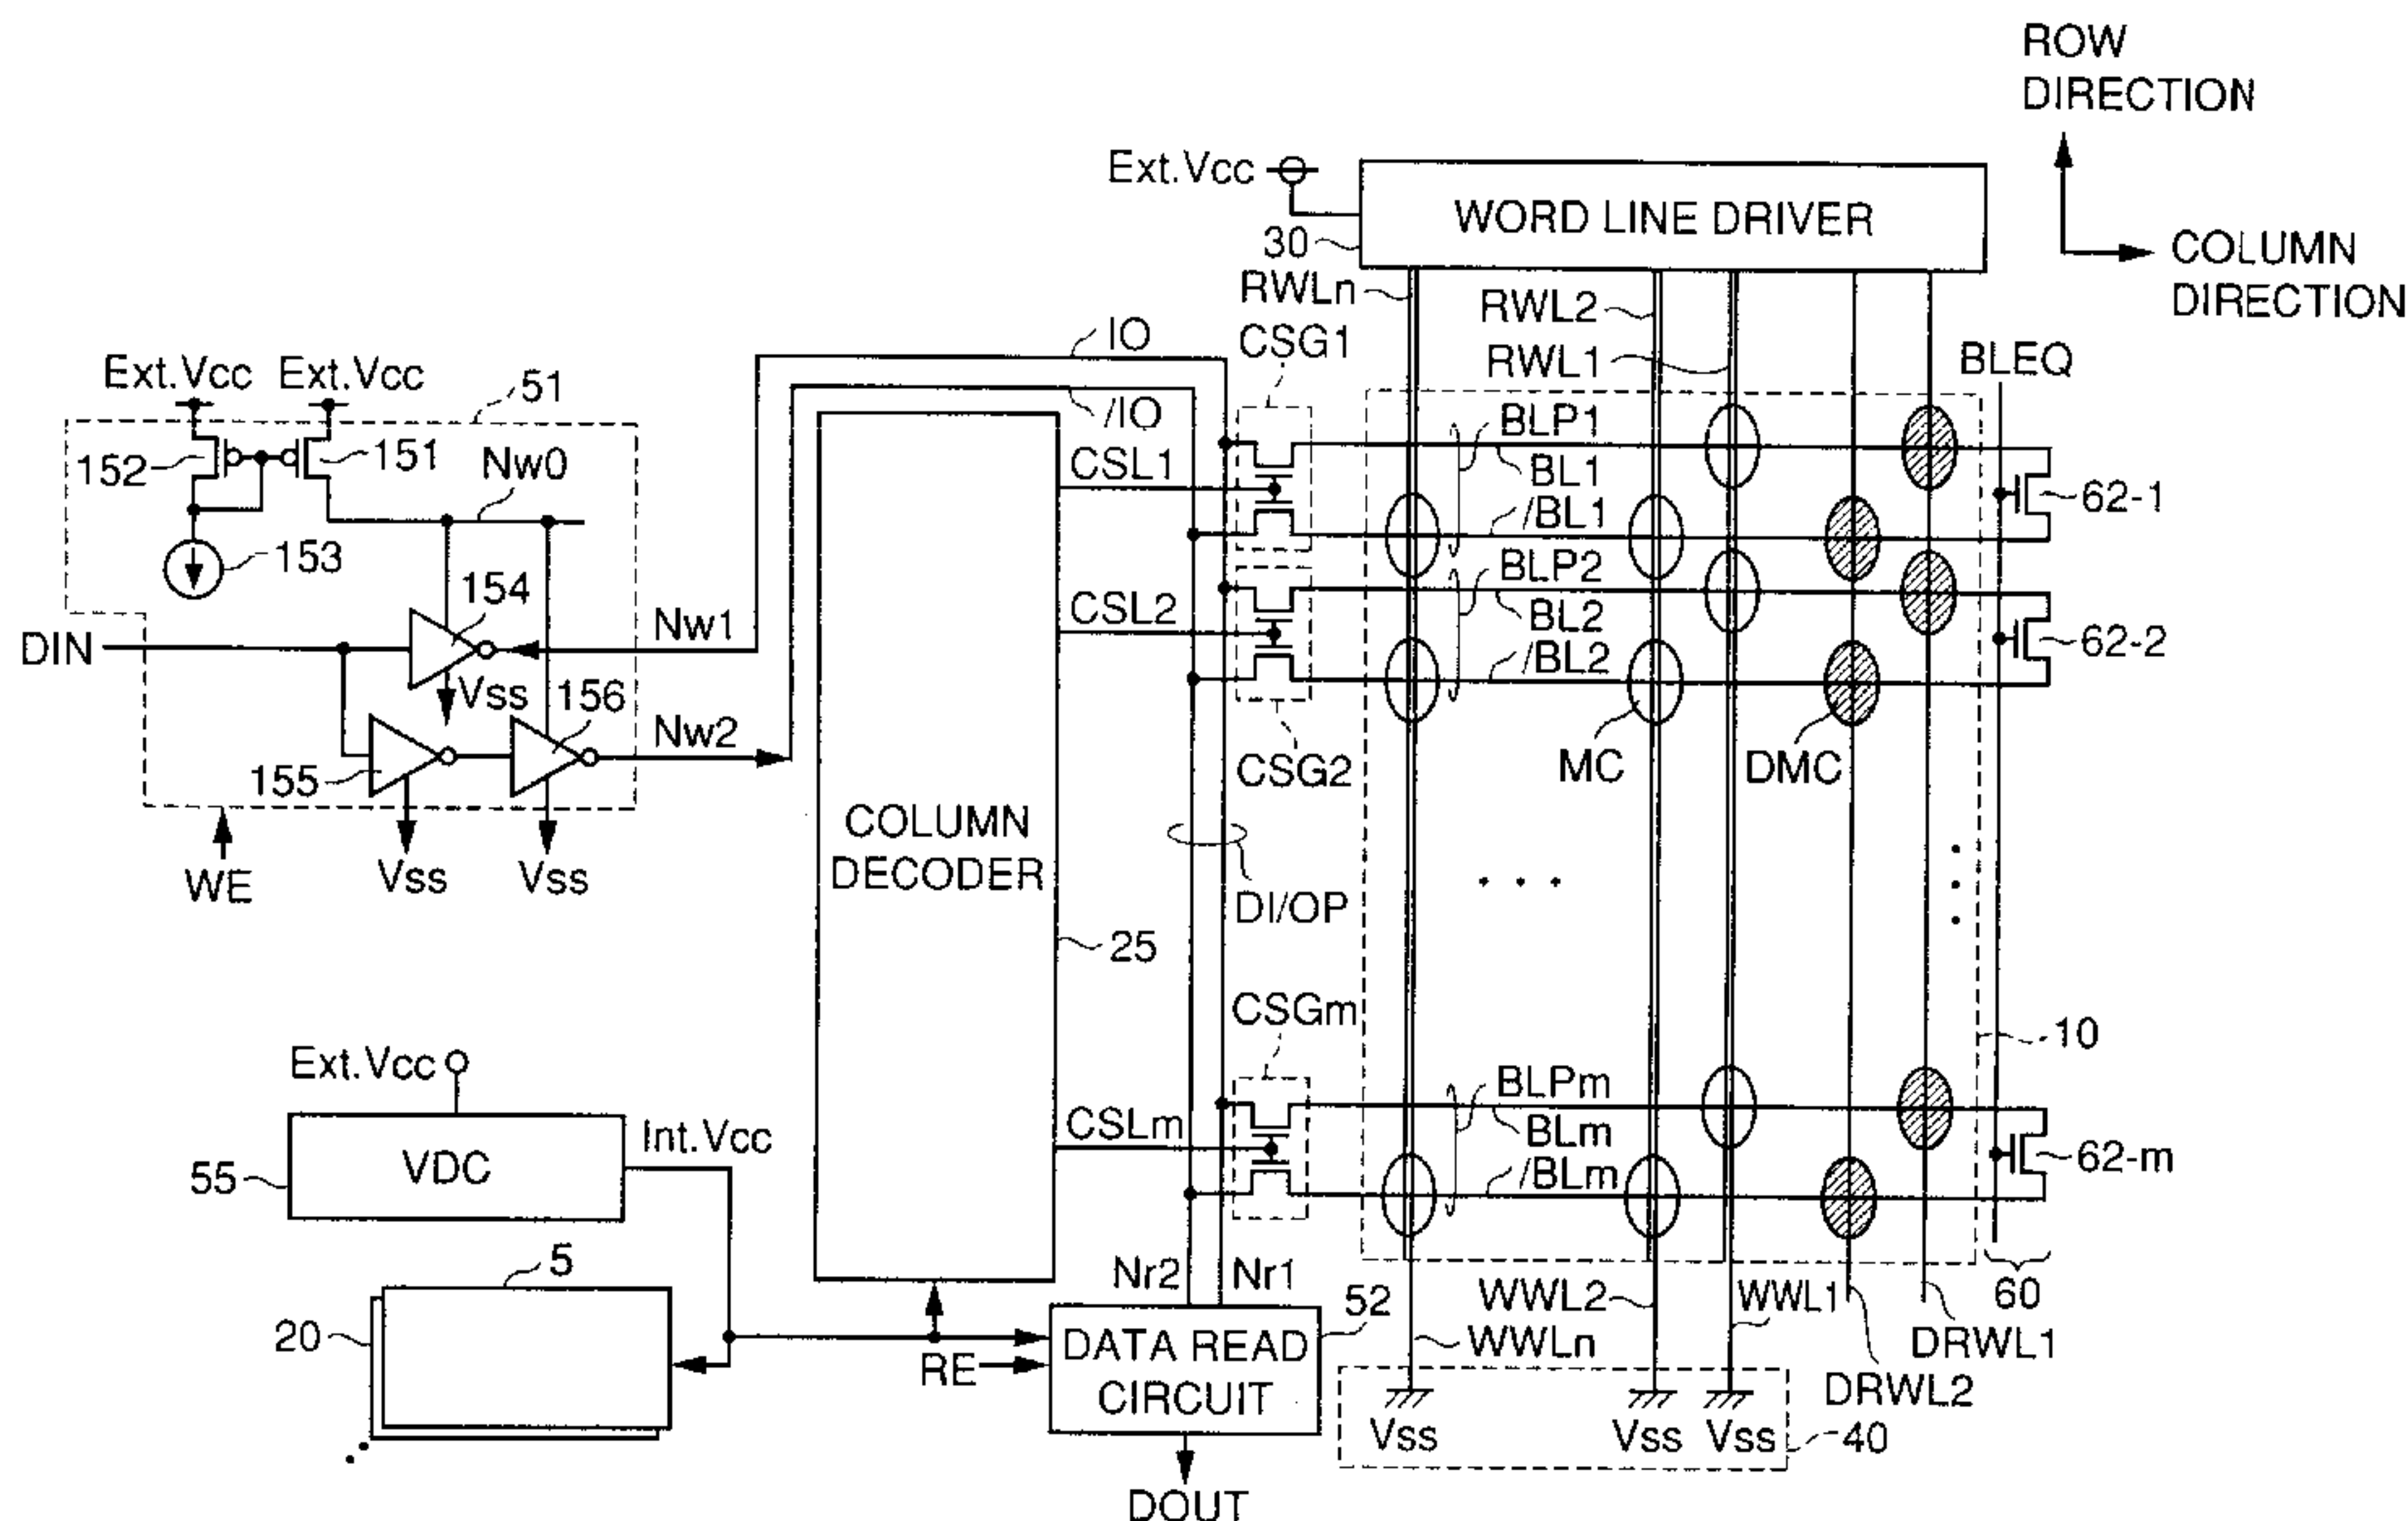 ROW
DIRECTION
COLUMN
DIRECTION
Ext.Vcc
WORD LINE DRIVER
30
RWLn
RWL2
RWL1
CSG1
BLEQ
IO
/IO
Ext.Vcc
Ext.Vcc
51
152
151
Nw0
153
154
DIN
Nw1
Vss
156
155
Nw2
WE
Vss
Vss
COLUMN
DECODER
25
CSL1
CSL2
CSLm
BLP1
BL1
/BL1
62-1
BLP2
BL2
/BL2
62-2
CSG2
MC
DMC
DI/OP
CSGm
10
BLPm
BLm
/BLm
62-m
Ext.Vcc
VDC
55
Int.Vcc
5
20
Nr2
Nr1
52
RE
DATA READ
CIRCUIT
DOUT
WWL2
WWL1
WWLn
60
DRWL1
DRWL2
Vss
Vss
Vss
40